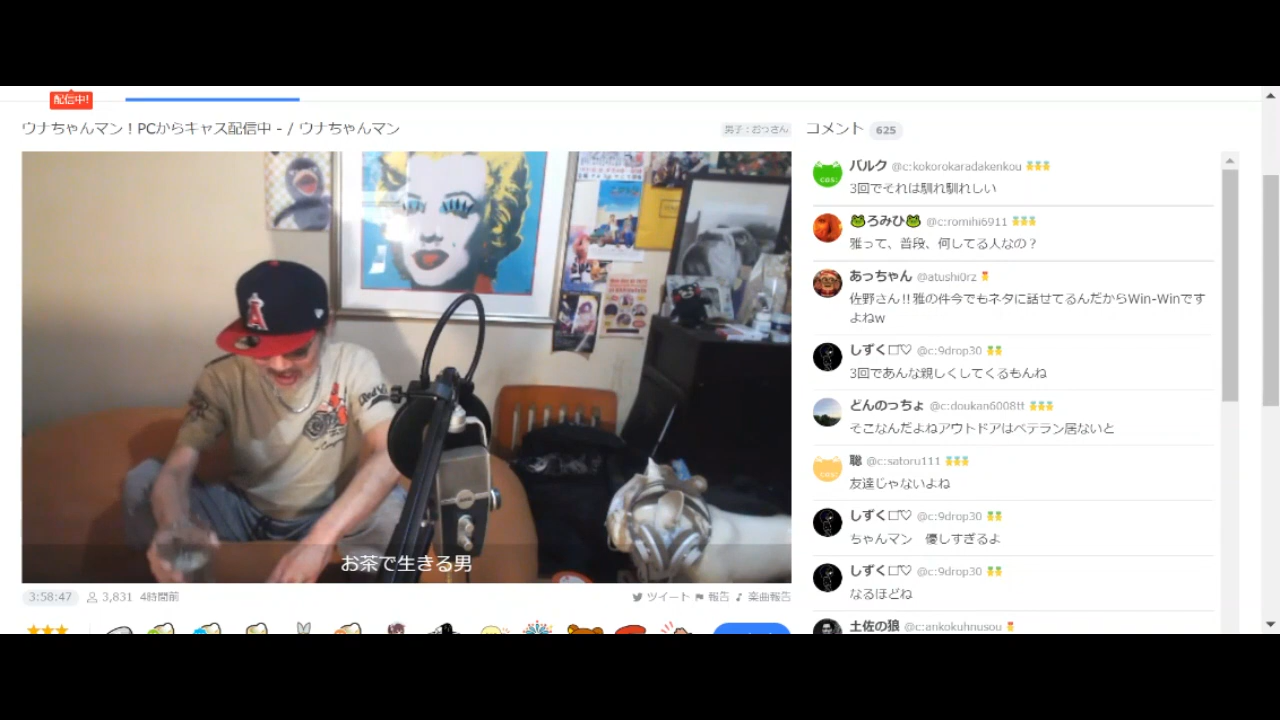 配信中!
ウナちゃんマン！PCからキャス配信中 - / ウナちゃんマン
男子：おっさん
お茶で生きる男
3:58:47 3,831 4時間前
ツイート 報告 楽曲報告
コメント 625
バルク @c:kokorokaradakenkou
3回でそれは馴れ馴れしい
ろみひ @c:romihi6911
雅って、普段、何してる人なの？
あっちゃん @atushi0rz
佐野さん!!雅の件今でもネタに話せてるんだからWin-Winです
よねw
しずく□♡ @c:9drop30
3回であんな親しくしてくるもんね
どんのっちょ @c:doukan6008tt
そこなんだよねアウトドアはベテラン居ないと
聡 @c:satoru111
友達じゃないよね
しずく□♡ @c:9drop30
ちゃんマン　優しすぎるよ
しずく□♡ @c:9drop30
なるほどね
土佐の狼 @c:ankokuhnusou